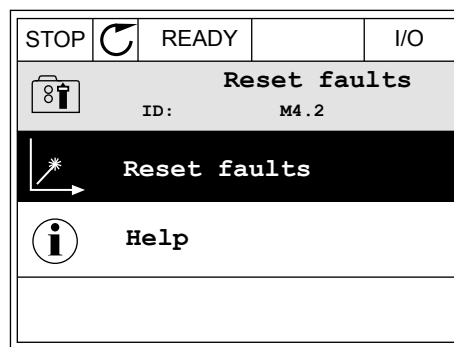 STOP READY I/O
Reset faults
ID: M4.2
Reset faults
Help